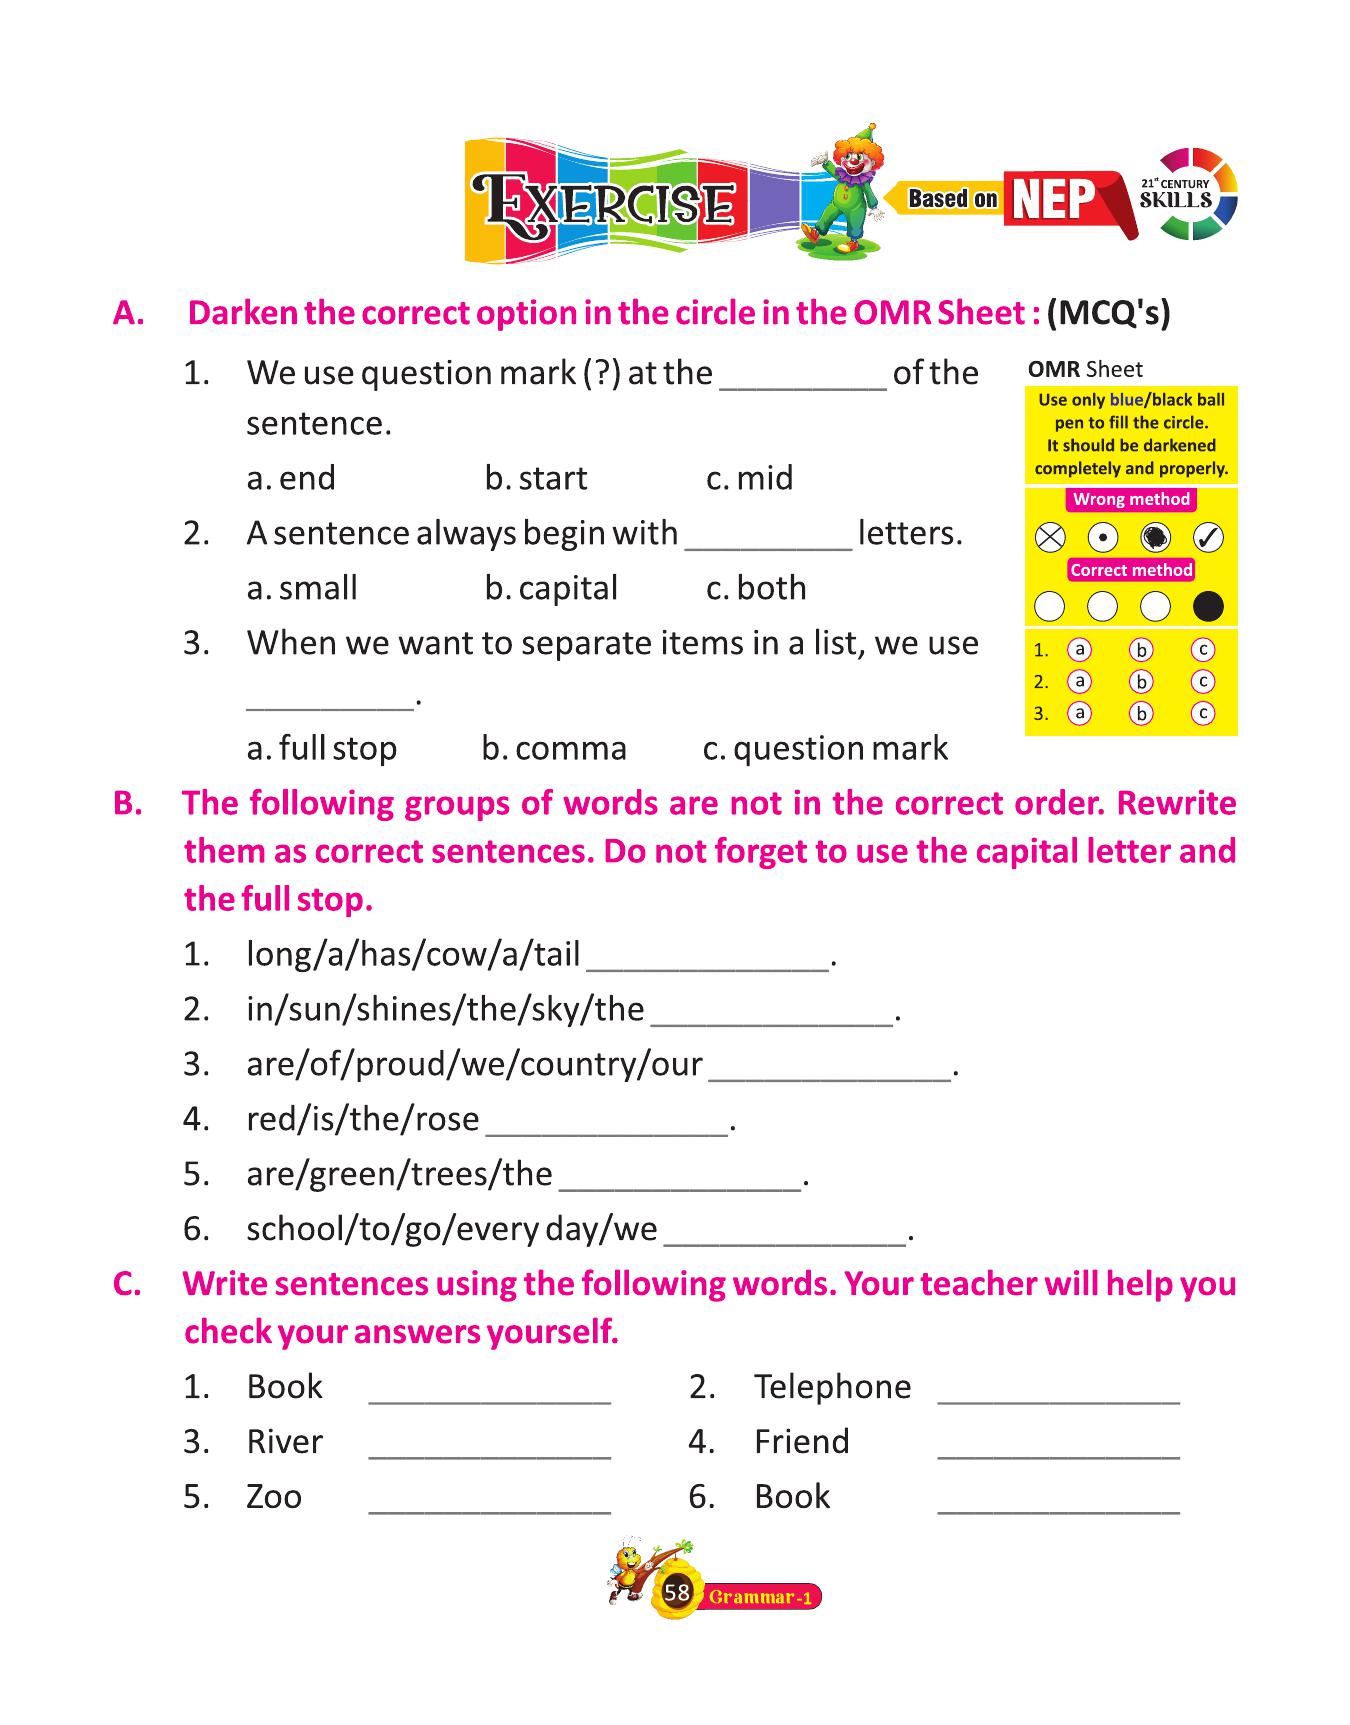 EXERCISE
Based on NEP
21st CENTURY
SKILLS
A. Darken the correct option in the circle in the OMR Sheet : (MCQ's)
1. We use question mark (?) at the _________ of the
sentence.
a. end b. start c. mid
2. A sentence always begin with _________ letters.
a. small b. capital c. both
3. When we want to separate items in a list, we use
_________.
a. full stop b. comma c. question mark
OMR Sheet
Use only blue/black ball
pen to fill the circle.
It should be darkened
completely and properly.
Wrong method
Correct method
1. a b c
2. a b c
3. a b c
B. The following groups of words are not in the correct order. Rewrite
them as correct sentences. Do not forget to use the capital letter and
the full stop.
1. long/a/has/cow/a/tail _____________.
2. in/sun/shines/the/sky/the _____________.
3. are/of/proud/we/country/our _____________.
4. red/is/the/rose _____________.
5. are/green/trees/the _____________.
6. school/to/go/every day/we _____________.
C. Write sentences using the following words. Your teacher will help you
check your answers yourself.
1. Book _____________ 2. Telephone _____________
3. River _____________ 4. Friend _____________
5. Zoo _____________ 6. Book _____________
58 Grammar-1